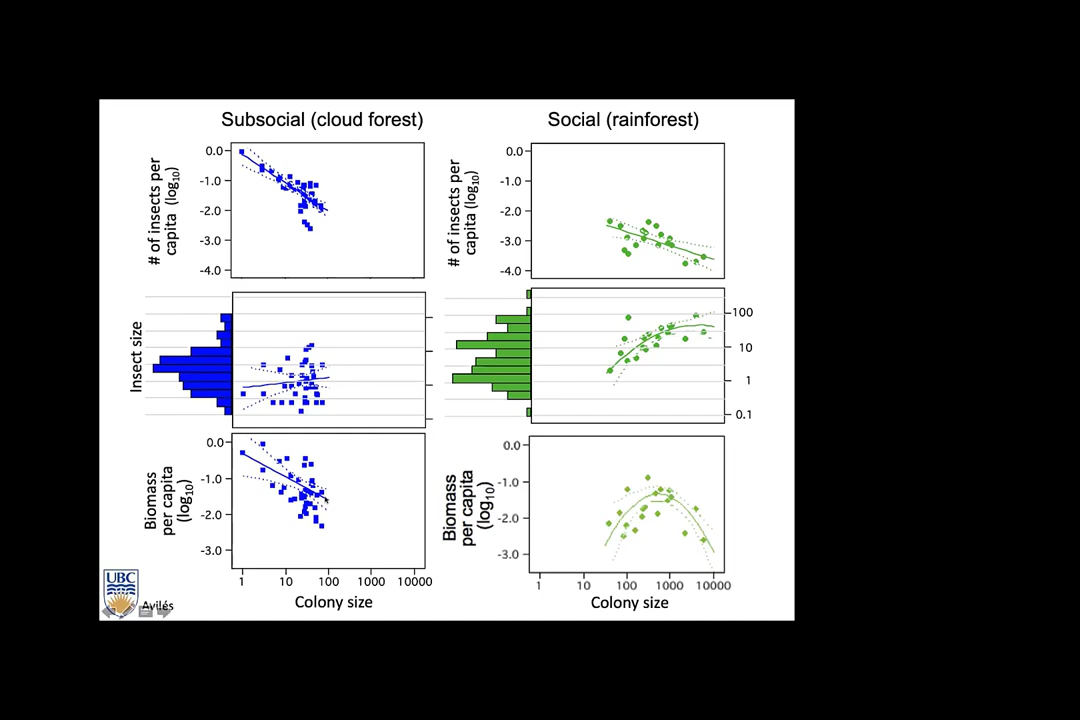 Subsocial (cloud forest)
Social (rainforest)
# of insects per
capita (log10)
0.0
-1.0
-2.0
-3.0
-4.0
# of insects per
capita (log10)
0.0
-1.0
-2.0
-3.0
-4.0
Insect size
100
10
1
0.1
Biomass
per capita
(log10)
0.0
-1.0
-2.0
-3.0
1 10 100 1000 10000
Colony size
Biomass
per capita
(log10)
0.0
-1.0
-2.0
-3.0
1 10 100 1000 10000
Colony size
UBC
Avilés